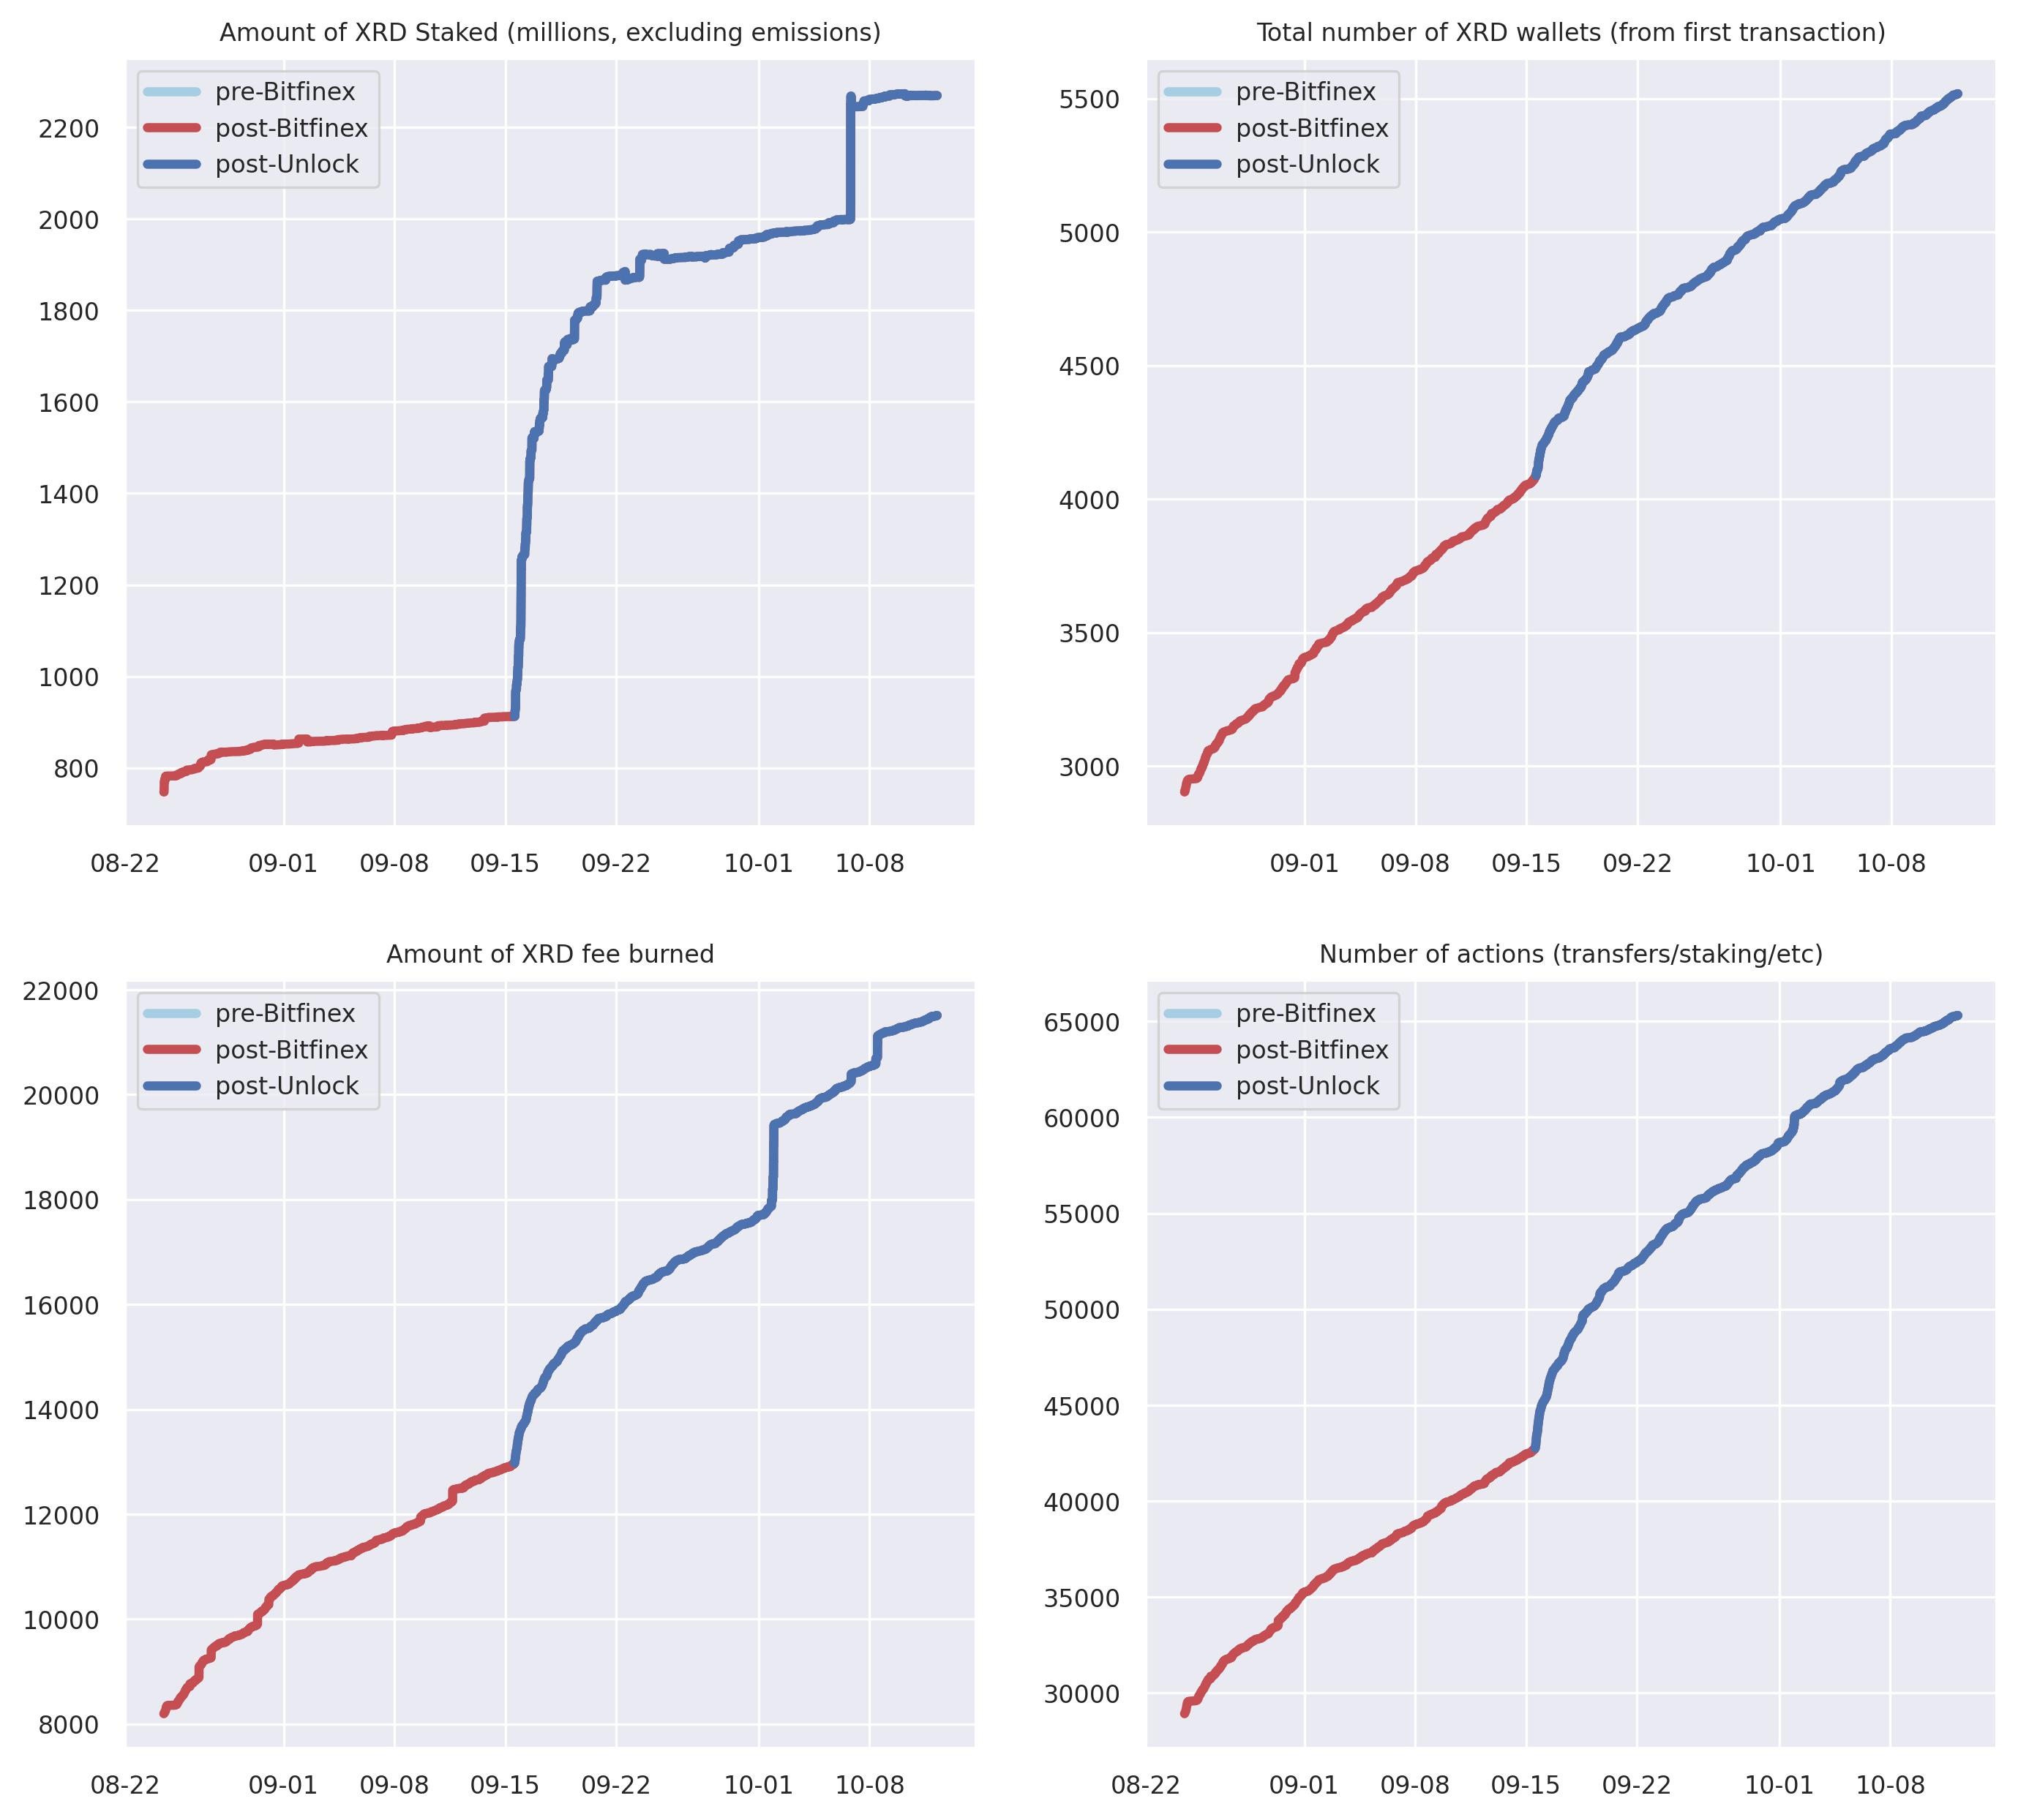 Amount of XRD Staked (millions, excluding emissions)
pre-Bitfinex
post-Bitfinex
post-Unlock
2200
2000
1800
1600
1400
1200
1000
800
08-22 09-01 09-08 09-15 09-22 10-01 10-08
Total number of XRD wallets (from first transaction)
pre-Bitfinex
post-Bitfinex
post-Unlock
5500
5000
4500
4000
3500
3000
09-01 09-08 09-15 09-22 10-01 10-08
Amount of XRD fee burned
pre-Bitfinex
post-Bitfinex
post-Unlock
22000
20000
18000
16000
14000
12000
10000
8000
08-22 09-01 09-08 09-15 09-22 10-01 10-08
Number of actions (transfers/staking/etc)
pre-Bitfinex
post-Bitfinex
post-Unlock
65000
60000
55000
50000
45000
40000
35000
30000
08-22 09-01 09-08 09-15 09-22 10-01 10-08